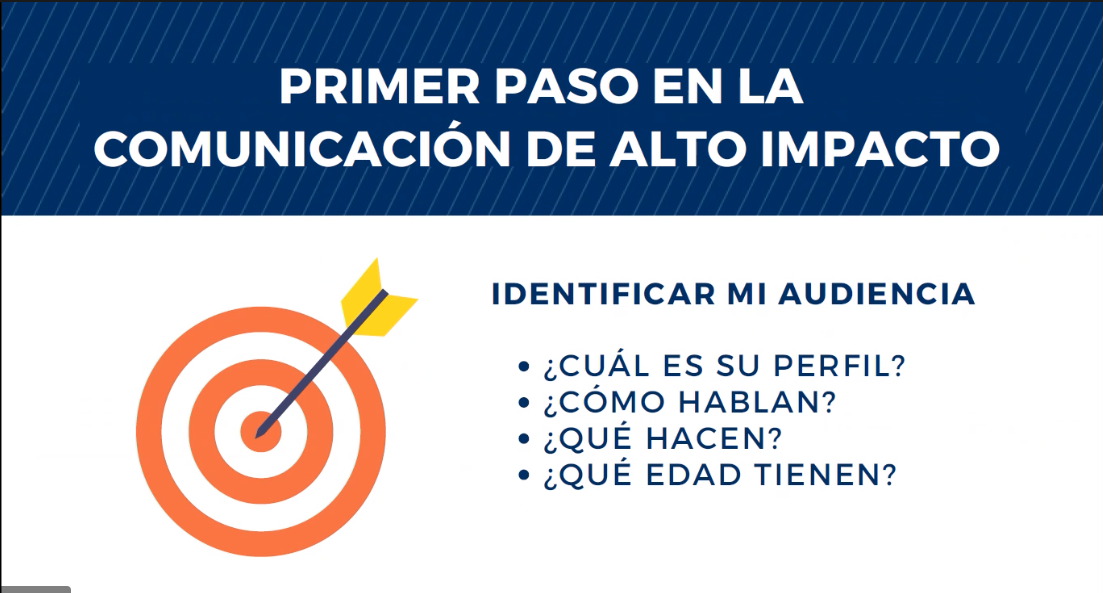 PRIMER PASO EN LA
COMUNICACIÓN DE ALTO IMPACTO
IDENTIFICAR MI AUDIENCIA
• ¿CUÁL ES SU PERFIL?
• ¿CÓMO HABLAN?
• ¿QUÉ HACEN?
• ¿QUÉ EDAD TIENEN?